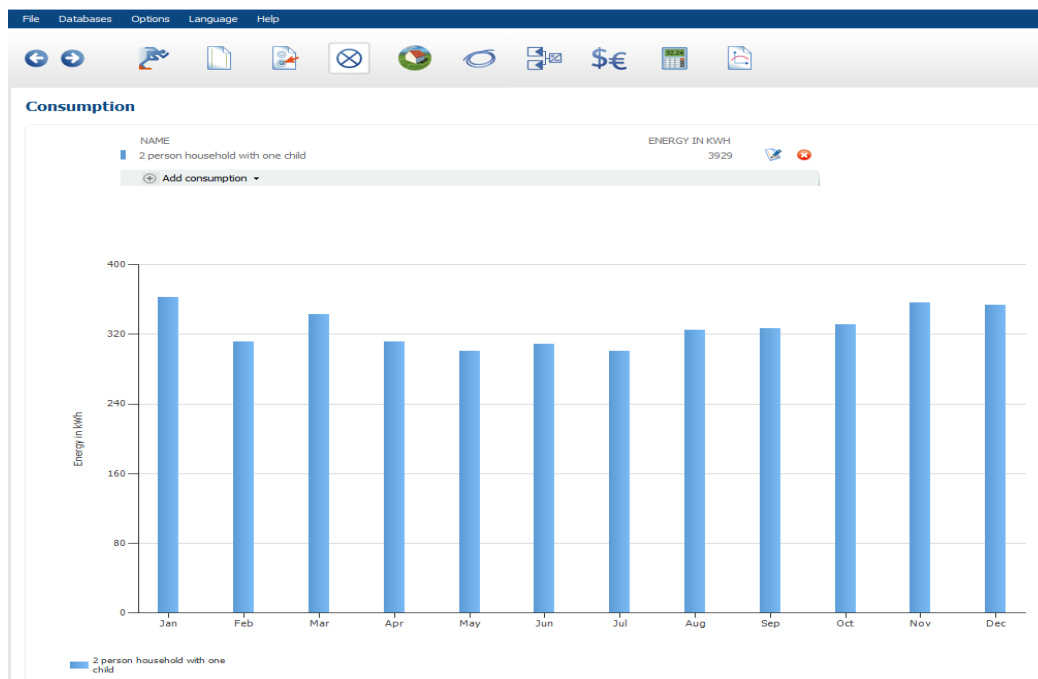 File Databases Options Language Help
02.24
$€
Consumption
NAME ENERGY IN KWH
2 person household with one child 3929
Add consumption
400
320
240
160
80
0
Energy in kWh
Jan Feb Mar Apr May Jun Jul Aug Sep Oct Nov Dec
2 person household with one
child